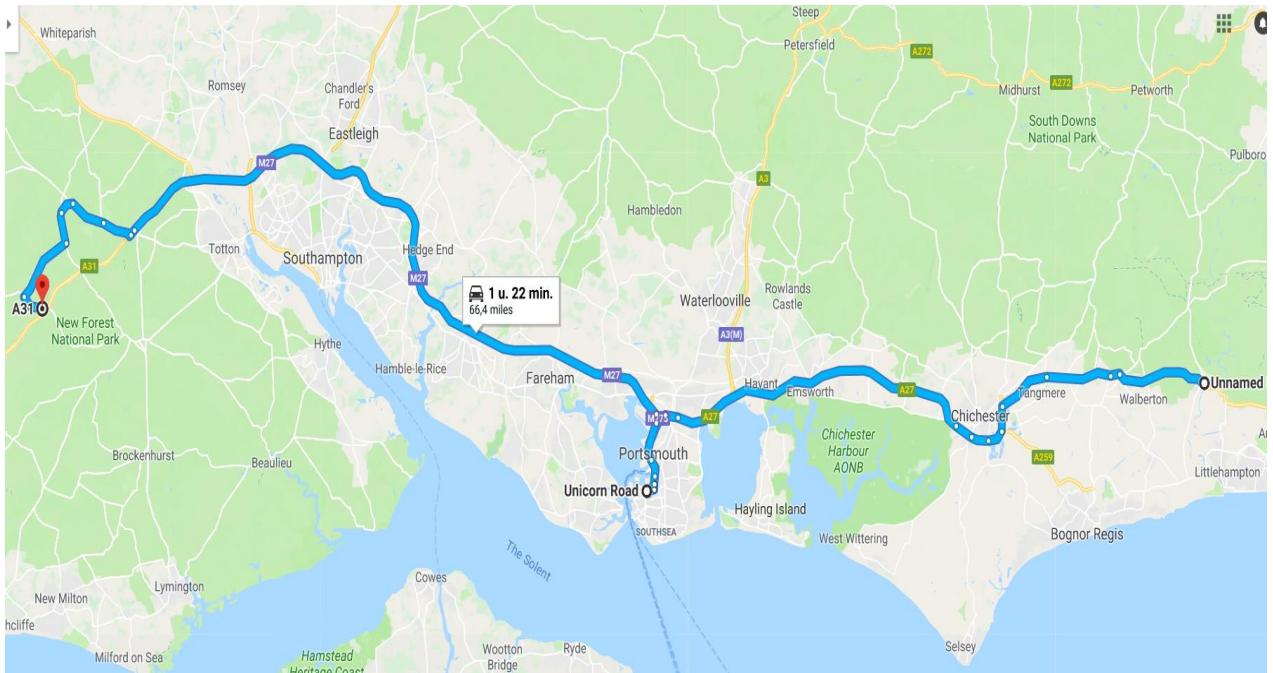 Steep
Whiteparish
Petersfield
A272
Romsey
Chandler's
Ford
Midhurst
A272
Petworth
Eastleigh
South Downs
National Park
M27
Pulboro
A3
Hambledon
Totton
Hedge End
Southampton
A31
M27
1 u. 22 min.
66,4 miles
Rowlands
Castle
Waterlooville
A31
New Forest
National Park
A3(M)
Hythe
Hamble-le-Rice
Fareham
M27
Havant
Emsworth
A27
Tangmere
Unnamed
Walberton
Chichester
A27
Chichester
Harbour
AONB
Portsmouth
A259
Brockenhurst
Beaulieu
Littlehampton
Unicorn Road
Hayling Island
SOUTHSEA
West Wittering
Bognor Regis
The Solent
Cowes
Lymington
New Milton
hcliffe
Selsey
Milford on Sea
Hamstead
Heritage Coast
Wootton
Bridge
Ryde